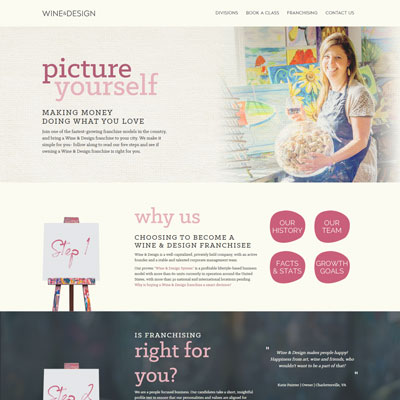 WINE&DESIGN
DIVISIONS BOOK A CLASS FRANCHISING CONTACT US
picture
yourself
MAKING MONEY
DOING WHAT YOU LOVE
Join one of the fastest-growing franchise models in the country,
and bring a Wine & Design franchise to your city. We make it
simple for you: follow along to read our five steps and see if
owning a Wine & Design franchise is right for you.
why us
CHOOSING TO BECOME A
WINE & DESIGN FRANCHISEE
Wine & Design is a well-capitalized, privately held company, with an active
founder and a stable and talented corporate management team.
Our proven "Wine & Design System" is a profitable lifestyle-based business
model with more than 60 units currently in operation around the United
States, with more than 20 national and international licenses pending.
Why is buying a Wine & Design franchise a smart decision?
Step 1
OUR
HISTORY
OUR
TEAM
FACTS
& STATS
GROWTH
GOALS
IS FRANCHISING
right for
you?
We are a people focused business. Our candidates take a short, insightful
profile test to ensure that our personalities and values are aligned for
Step 2
" Wine & Design makes people happy!
Happiness from art, wine and friends, who
wouldn't want to be a part of that? "
Kate Painter | Owner | Charlottesville, VA